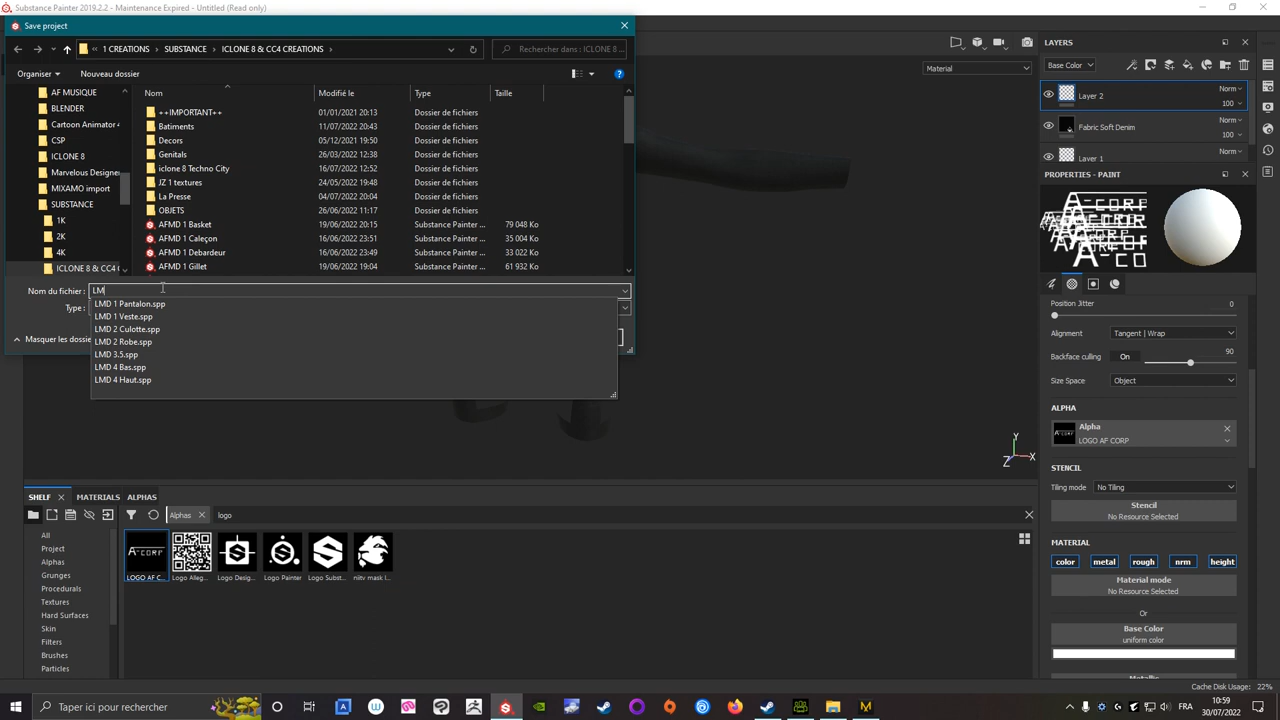 Substance Painter 2019.2.2 - Maintenance Expired - Untitled (Read only)
Save project
1 CREATIONS > SUBSTANCE > ICLONE 8 & CC4 CREATIONS >
Rechercher dans : ICLONE 8 ...
Organiser
Nouveau dossier
Nom
Modifié le
Type
Taille
AF MUSIQUE
BLENDER
Cartoon Animator 4
CSP
ICLONE 8
Marvelous Designer
MIXAMO import
SUBSTANCE
1K
2K
4K
ICLONE 8 & CC4
++IMPORTANT++ 01/01/2021 20:13 Dossier de fichiers
Batiments 11/07/2022 20:43 Dossier de fichiers
Decors 05/12/2021 19:50 Dossier de fichiers
Genitals 26/03/2022 12:38 Dossier de fichiers
iclone 8 Techno City 16/07/2022 12:52 Dossier de fichiers
JZ 1 textures 24/05/2022 19:48 Dossier de fichiers
La Presse 24/07/2022 20:42 Dossier de fichiers
OBJETS 26/06/2022 11:17 Dossier de fichiers
AFMD 1 Basket 19/06/2022 20:15 Substance Painter ... 79 048 Ko
AFMD 1 Caleçon 16/06/2022 23:51 Substance Painter ... 35 004 Ko
AFMD 1 Debardeur 16/06/2022 23:37 Substance Painter ... 33 022 Ko
AFMD 1 Gillet 19/06/2022 19:04 Substance Painter ... 61 932 Ko
Nom du fichier : LM
Type :
LMD 1 Pantalon.spp
LMD 1 Veste.spp
LMD 2 Culotte.spp
LMD 2 Robe.spp
LMD 3.5.spp
LMD 4 Bas.spp
LMD 4 Haut.spp
Masquer les dossie
Material
Y
X
Z
LAYERS
Base Color
Layer 2
Norm
100
Fabric Soft Denim
Norm
100
Layer 1
Norm
PROPERTIES - PAINT
A-CORP
Position Jitter 0
Alignment Tangent | Wrap
Backface culling On 90
Size Space Object
ALPHA
Alpha
LOGO AF CORP
STENCIL
Tiling mode No Tiling
Stencil
No Resource Selected
MATERIAL
color metal rough nrm height
Material mode
No Resource Selected
Or
Base Color
uniform color
SHELF MATERIALS ALPHAS
Alphas
logo
All
Project
Alphas
Grunges
Procedurals
Textures
Hard Surfaces
Skin
Filters
Brushes
Particles
A-CORP
LOGO AF C... Logo Aleg... Logo Desig... Logo Painter Logo Subst...
Cache Disk Usage: 22%
Taper ici pour rechercher
FR
10:59
30/07/2022